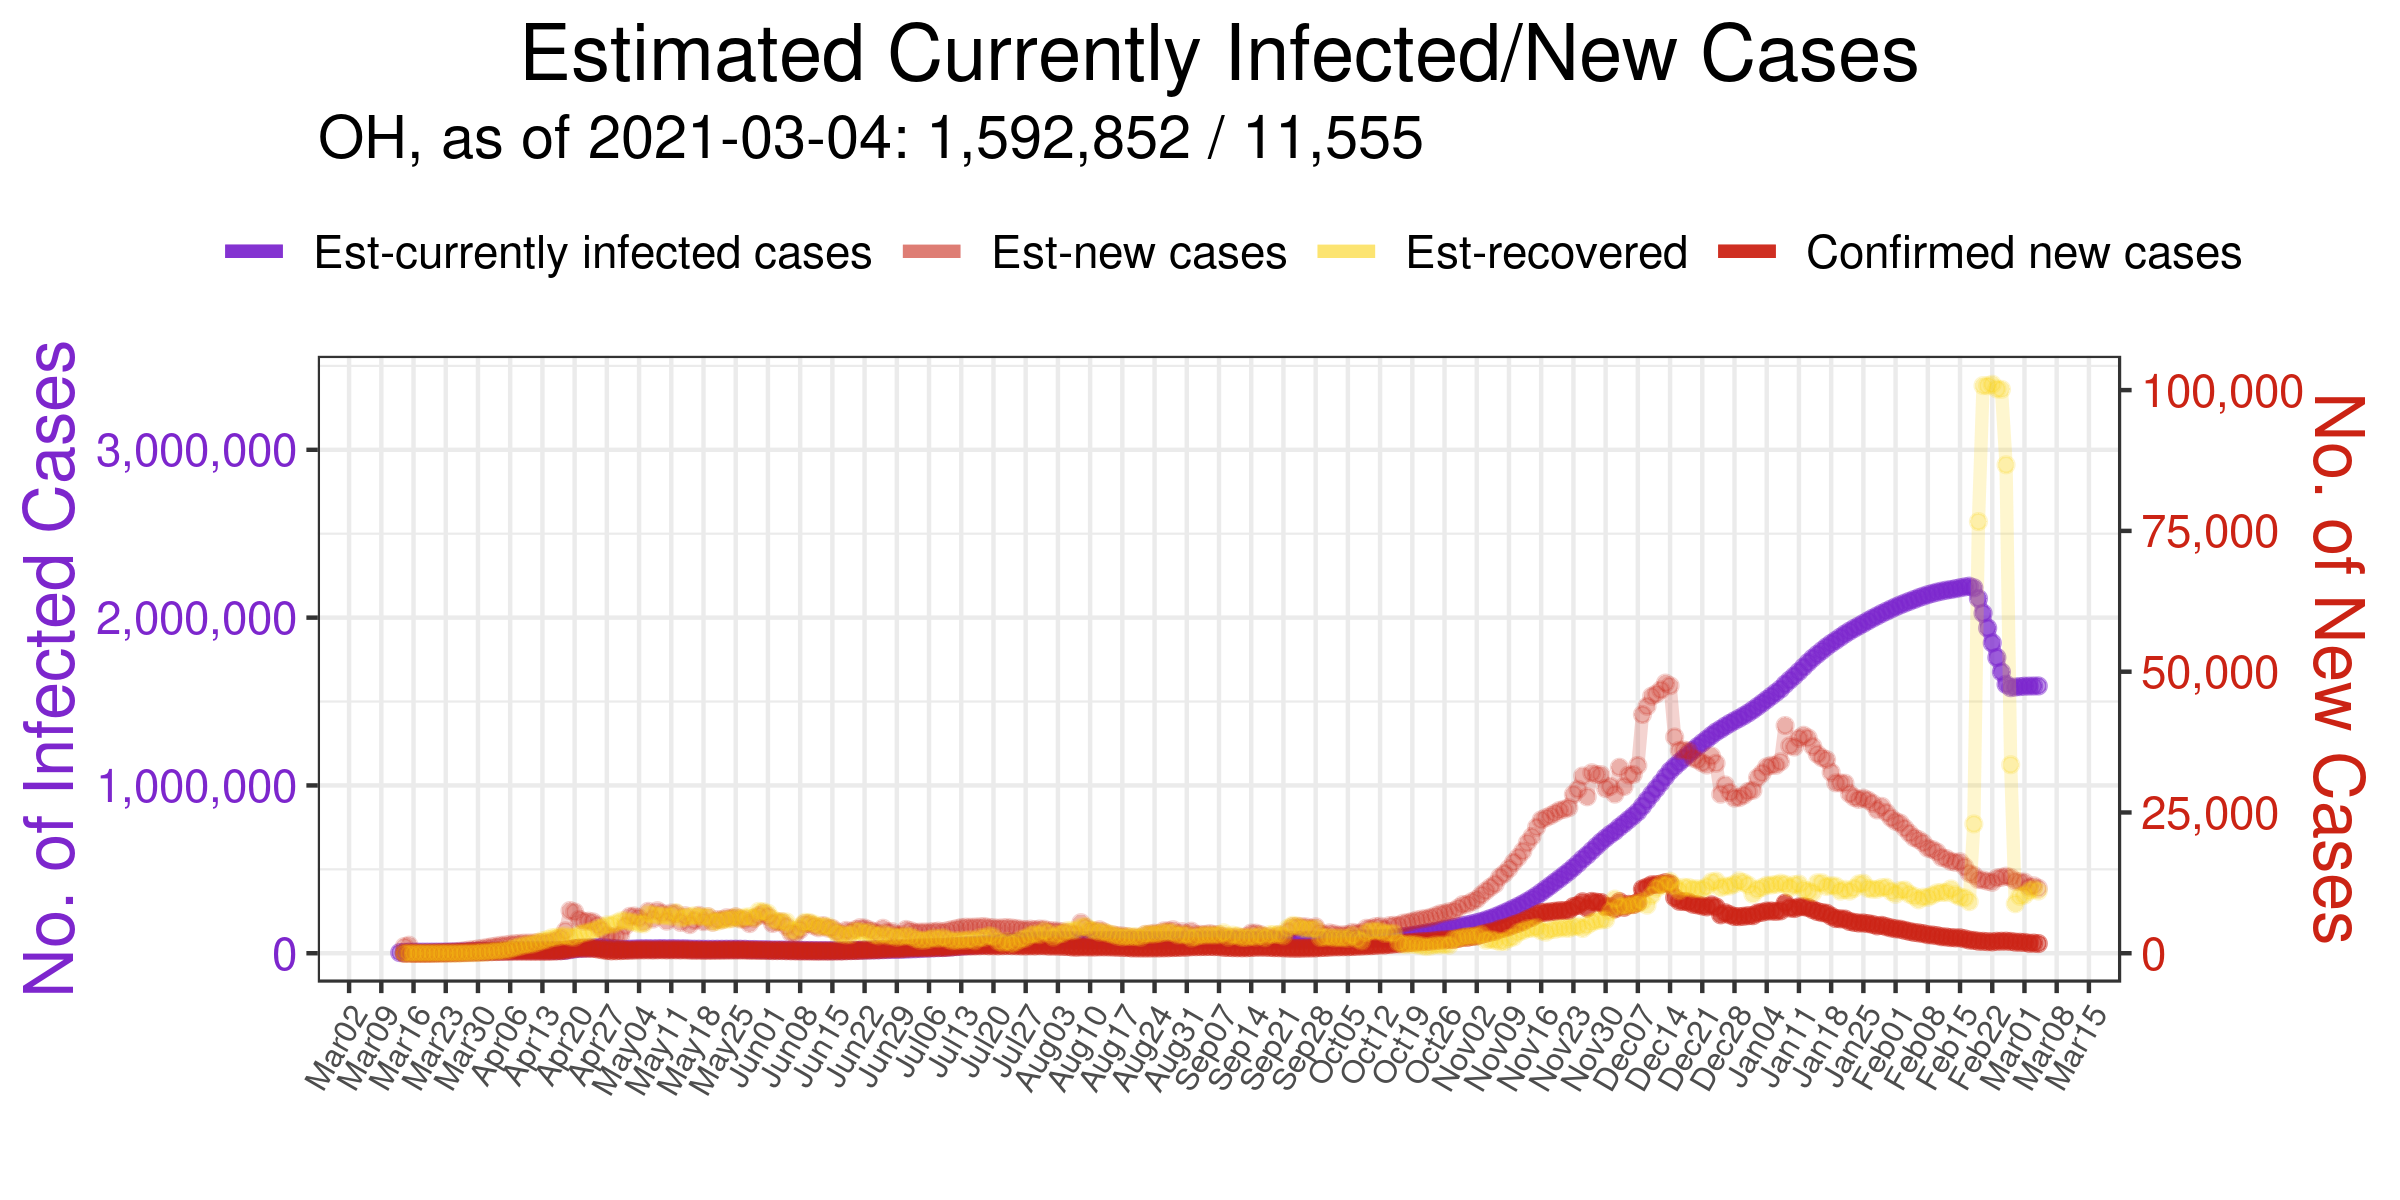 Estimated Currently Infected/New Cases
OH, as of 2021-03-04: 1,592,852 / 11,555
Est-currently infected cases
Est-new cases
Est-recovered
Confirmed new cases
No. of Infected Cases
3,000,000
2,000,000
1,000,000
0
100,000
75,000
50,000
25,000
0
No. of New Cases
Mar02
Mar09
Mar16
Mar23
Mar30
Apr06
Apr13
Apr20
Apr27
May04
May11
May18
May25
Jun01
Jun08
Jun15
Jun22
Jun29
Jul06
Jul13
Jul20
Jul27
Aug03
Aug10
Aug17
Aug24
Aug31
Sep07
Sep14
Sep21
Sep28
Oct05
Oct12
Oct19
Oct26
Nov02
Nov09
Nov16
Nov23
Nov30
Dec07
Dec14
Dec21
Dec28
Jan04
Jan11
Jan18
Jan25
Feb01
Feb08
Feb15
Feb22
Mar01
Mar08
Mar15